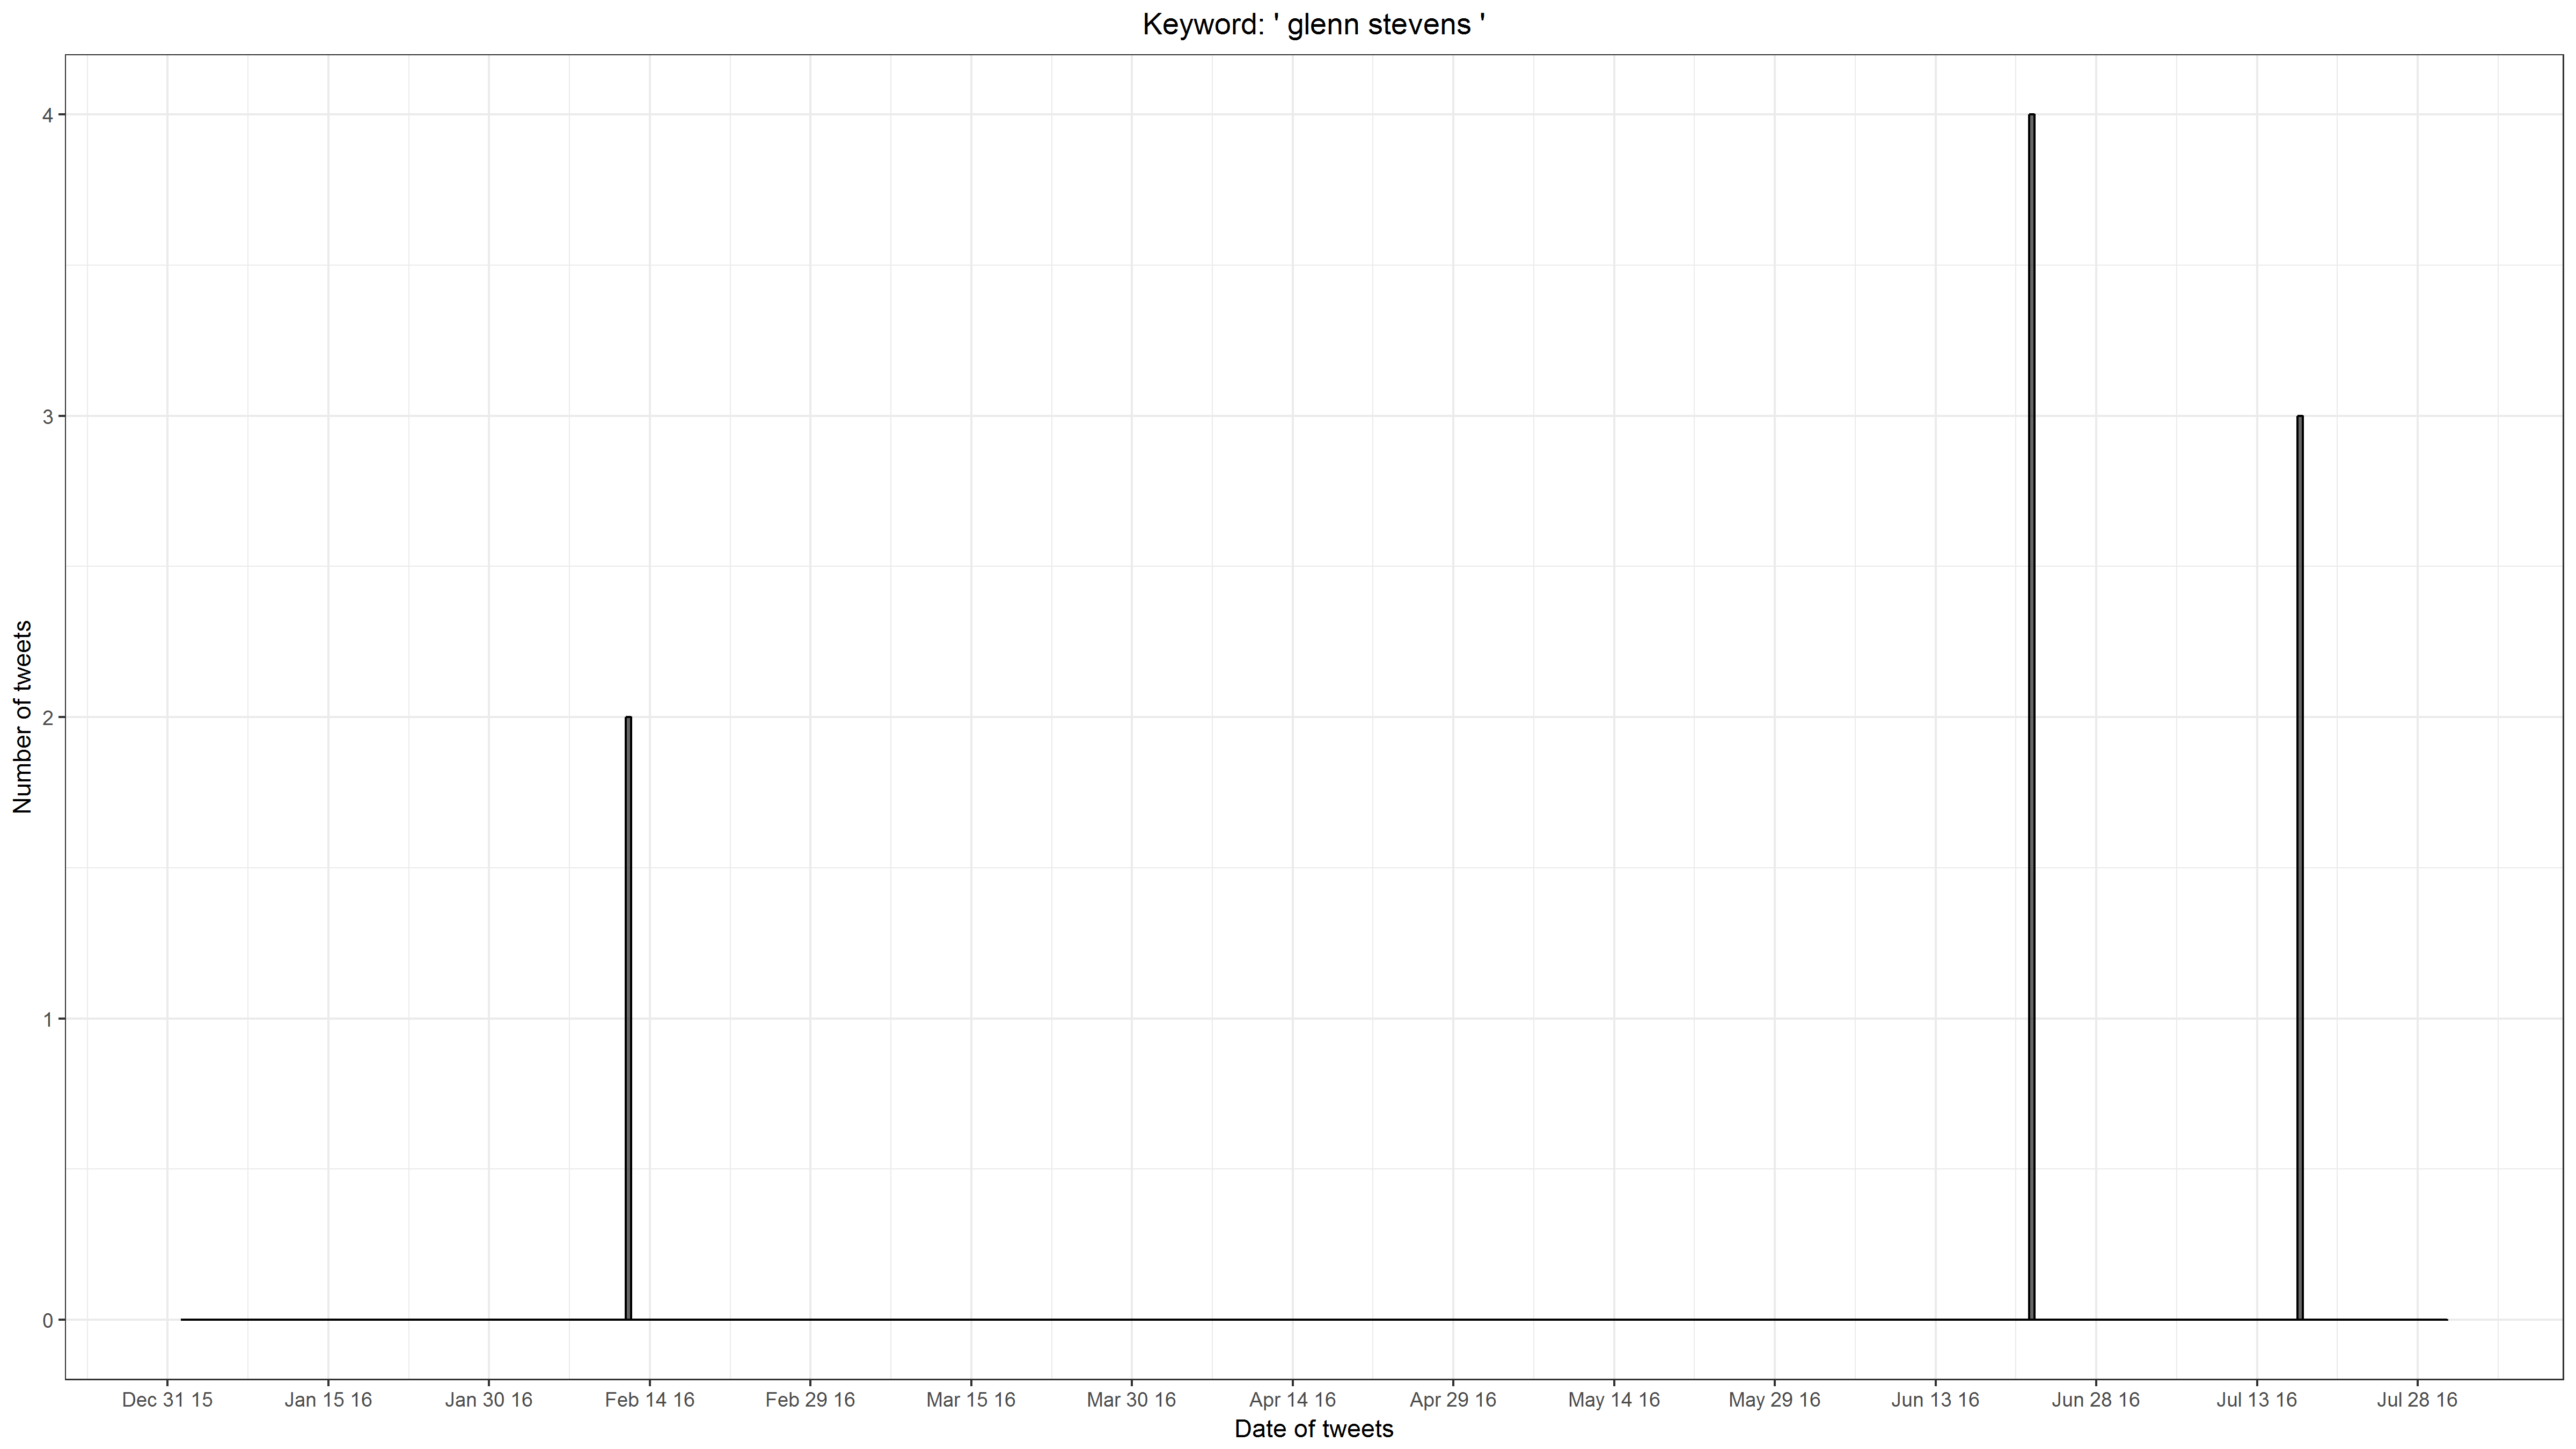 Keyword: ' glenn stevens '
Number of tweets
4
3
2
1
0
Dec 31 15 Jan 15 16 Jan 30 16 Feb 14 16 Feb 29 16 Mar 15 16 Mar 30 16 Apr 14 16 Apr 29 16 May 14 16 May 29 16 Jun 13 16 Jun 28 16 Jul 13 16 Jul 28 16
Date of tweets